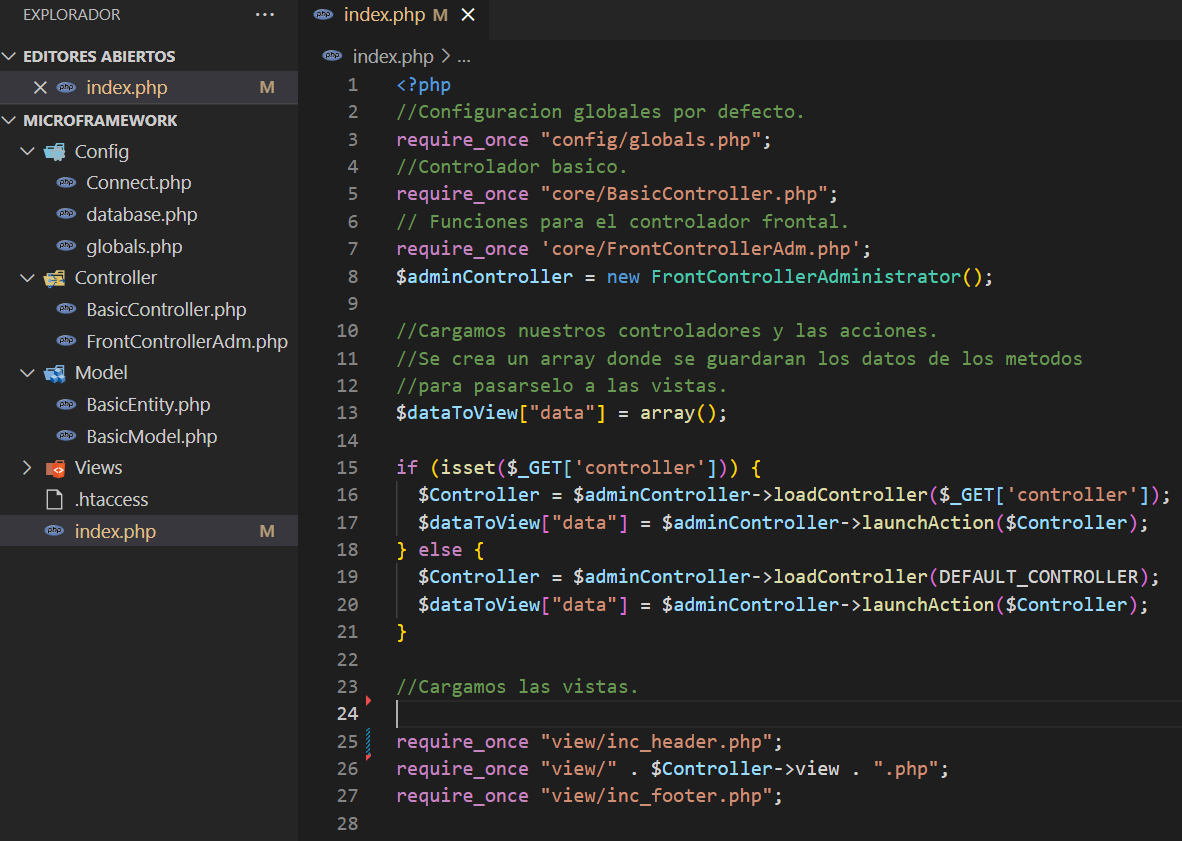 EXPLORADOR ...
EDITORES ABIERTOS
index.php M
MICROFRAMEWORK
Config
Connect.php
database.php
globals.php
Controller
BasicController.php
FrontControllerAdm.php
Model
BasicEntity.php
BasicModel.php
Views
.htaccess
index.php M
index.php M
index.php > ...
1 <?php
2 //Configuracion globales por defecto.
3 require_once "config/globals.php";
4 //Controlador basico.
5 require_once "core/BasicController.php";
6 // Funciones para el controlador frontal.
7 require_once 'core/FrontControllerAdm.php';
8 $adminController = new FrontControllerAdministrator();
9
10 //Cargamos nuestros controladores y las acciones.
11 //Se crea un array donde se guardaran los datos de los metodos
12 //para pasarselo a las vistas.
13 $dataToView["data"] = array();
14
15 if (isset($_GET['controller'])) {
16 $Controller = $adminController->loadController($_GET['controller']);
17 $dataToView["data"] = $adminController->launchAction($Controller);
18 } else {
19 $Controller = $adminController->loadController(DEFAULT_CONTROLLER);
20 $dataToView["data"] = $adminController->launchAction($Controller);
21 }
22
23 //Cargamos las vistas.
24
25 require_once "view/inc_header.php";
26 require_once "view/" . $Controller->view . ".php";
27 require_once "view/inc_footer.php";
28